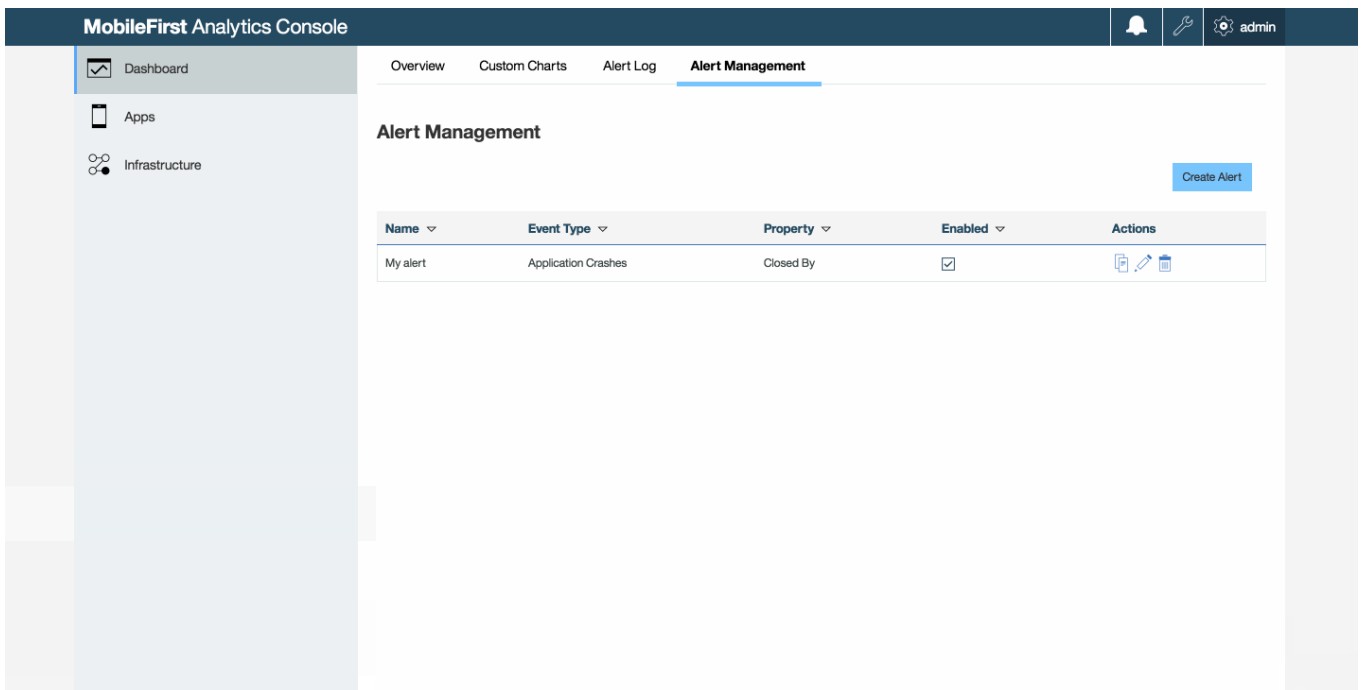 MobileFirst Analytics Console
admin
Dashboard
Apps
Infrastructure
Overview Custom Charts Alert Log Alert Management
Alert Management
Create Alert
Name Event Type Property Enabled Actions
My alert Application Crashes Closed By